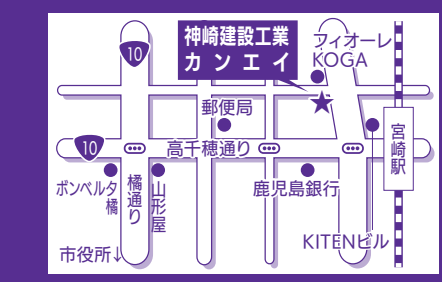 神崎建設工業
カンエイ
フィオーレ
KOGA
10
郵便局
10
高千穂通り
宮崎駅
ボンベルタ
橘
橘通り
山形屋
鹿児島銀行
KITENビル
市役所↓